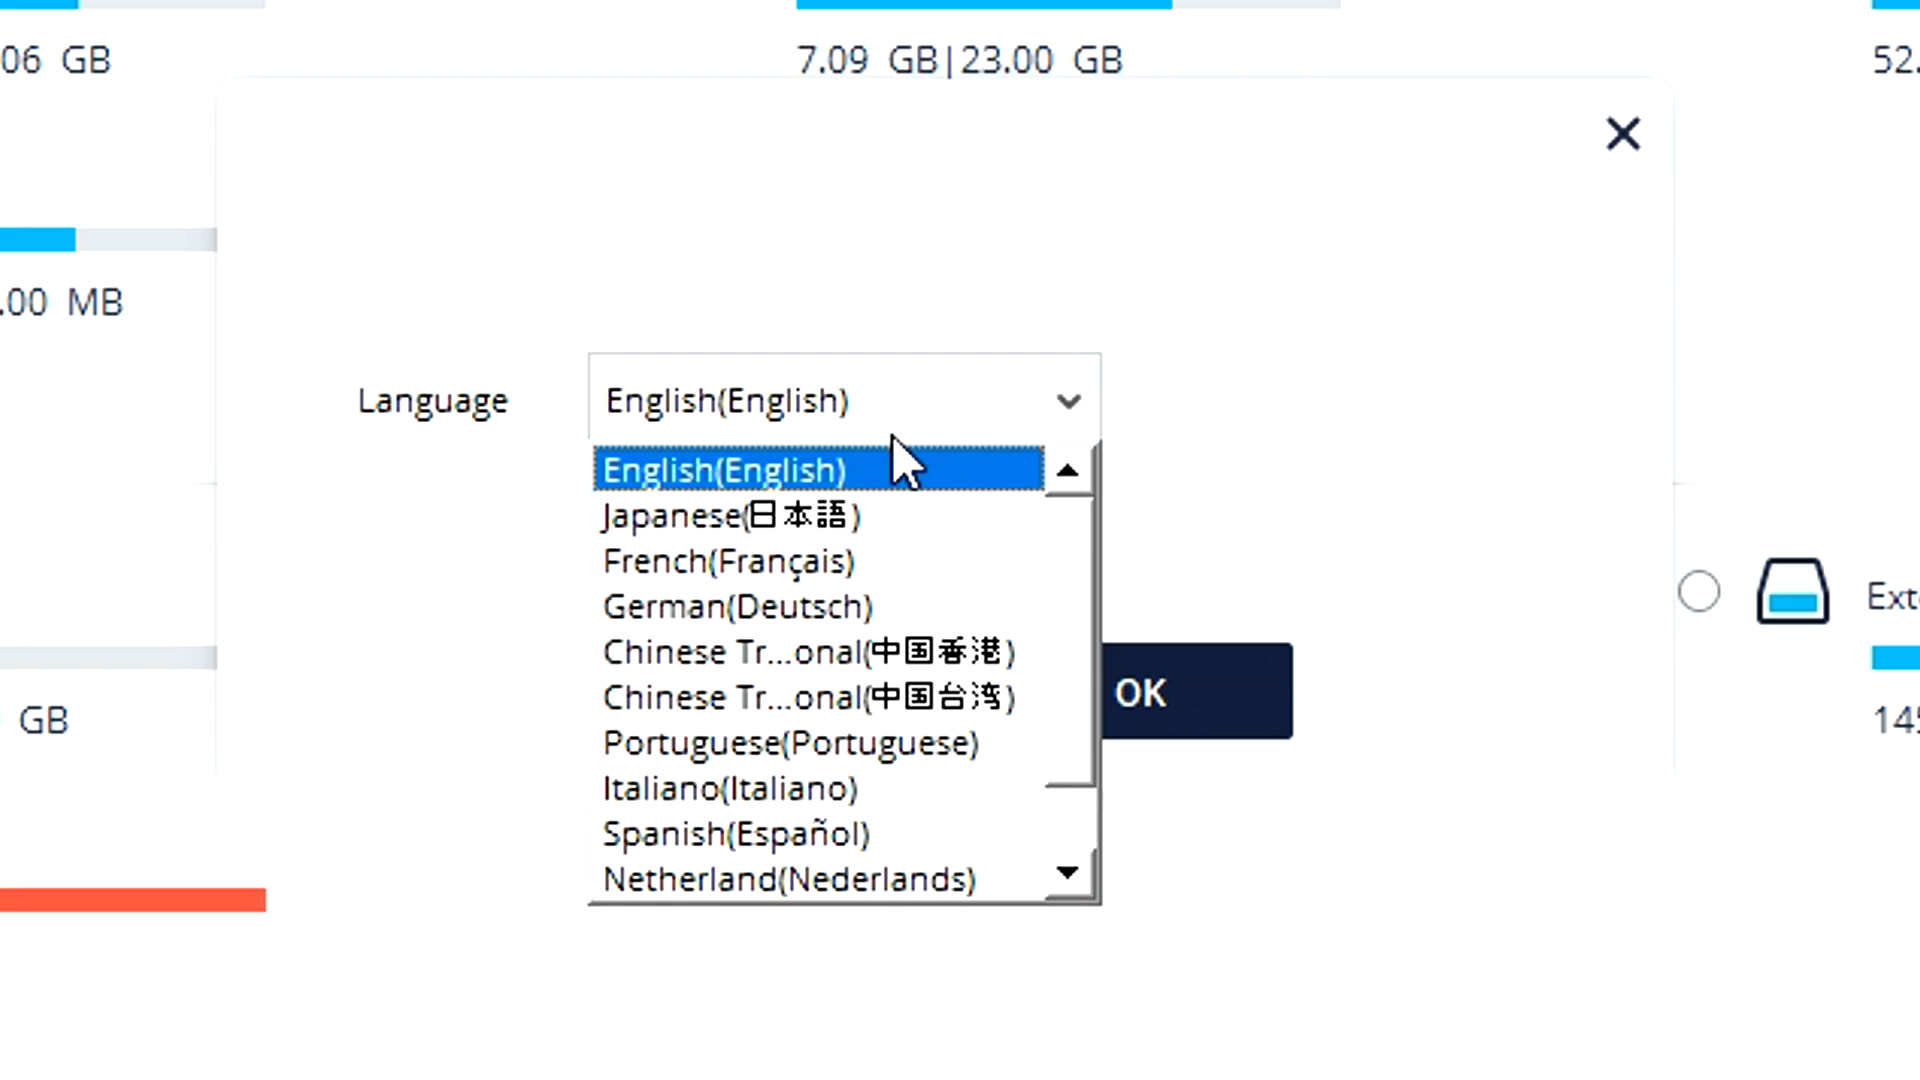 06 GB
7.09 GB|23.00 GB
52.
.00 MB
Language
English(English)
English(English)
Japanese(日本語)
French(Français)
German(Deutsch)
Chinese Tr...onal(中国香港)
Chinese Tr...onal(中国台湾)
Portuguese(Portuguese)
Italiano(Italiano)
Spanish(Español)
Netherland(Nederlands)
OK
Exte
GB
145